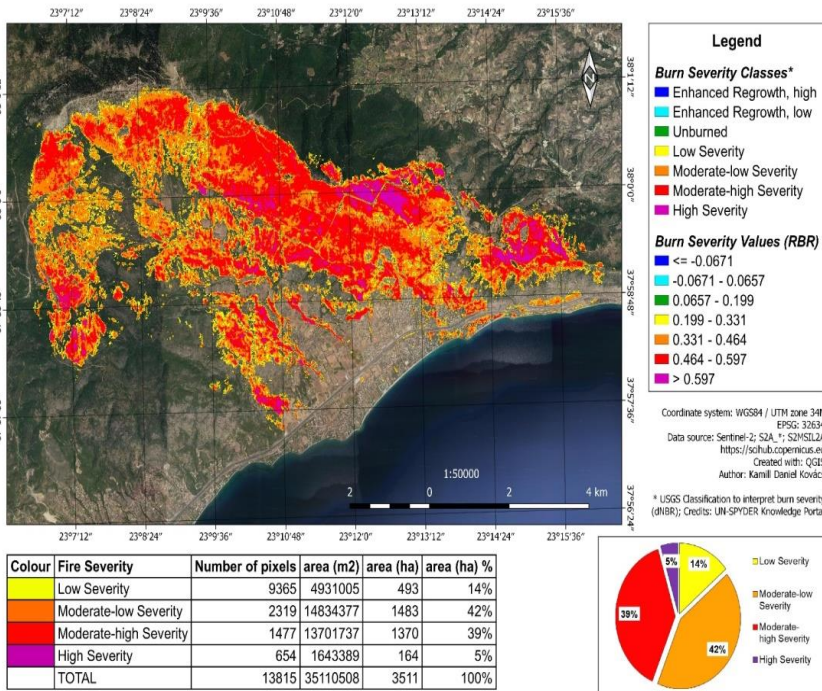 23°7'12" 23°8'24" 23°9'36" 23°10'48" 23°12'0" 23°13'12" 23°15'36"
38°1'12"
38°0'0"
37°58'48"
37°57'36"
37°56'24"
1:50000
2 0 2 4 km
23°7'12" 23°8'24" 23°9'36" 23°10'48" 23°12'0" 23°13'12" 23°14'24" 23°15'36"
Legend
Burn Severity Classes*
Enhanced Regrowth, high
Enhanced Regrowth, low
Unburned
Low Severity
Moderate-low Severity
Moderate-high Severity
High Severity
Burn Severity Values (RBR)
<= -0.0671
-0.0671 - 0.0657
0.0657 - 0.199
0.199 - 0.331
0.331 - 0.464
0.464 - 0.597
> 0.597
Coordinate system: WGS84 / UTM zone 34N
EPSG: 32634
Data source: Sentinel-2; S2A_*; S2MSIL2A
https://scihub.copernicus.eu
Created with: QGIS
Author: Kamill Daniel Kovács
* USGS Classification to interpret burn severity
(dNBR); Credits: UN-SPYDER Knowledge Portal
Colour Fire Severity Number of pixels area (m2) area (ha) area (ha) %
Low Severity 9365 4931005 493 14%
Moderate-low Severity 2319 14834377 1483 42%
Moderate-high Severity 1477 13701737 1370 39%
High Severity 654 1643389 164 5%
TOTAL 13815 35110508 3511 100%
5%
14%
39%
42%
Low Severity
Moderate-low
Severity
Moderate-
high Severity
High Severity